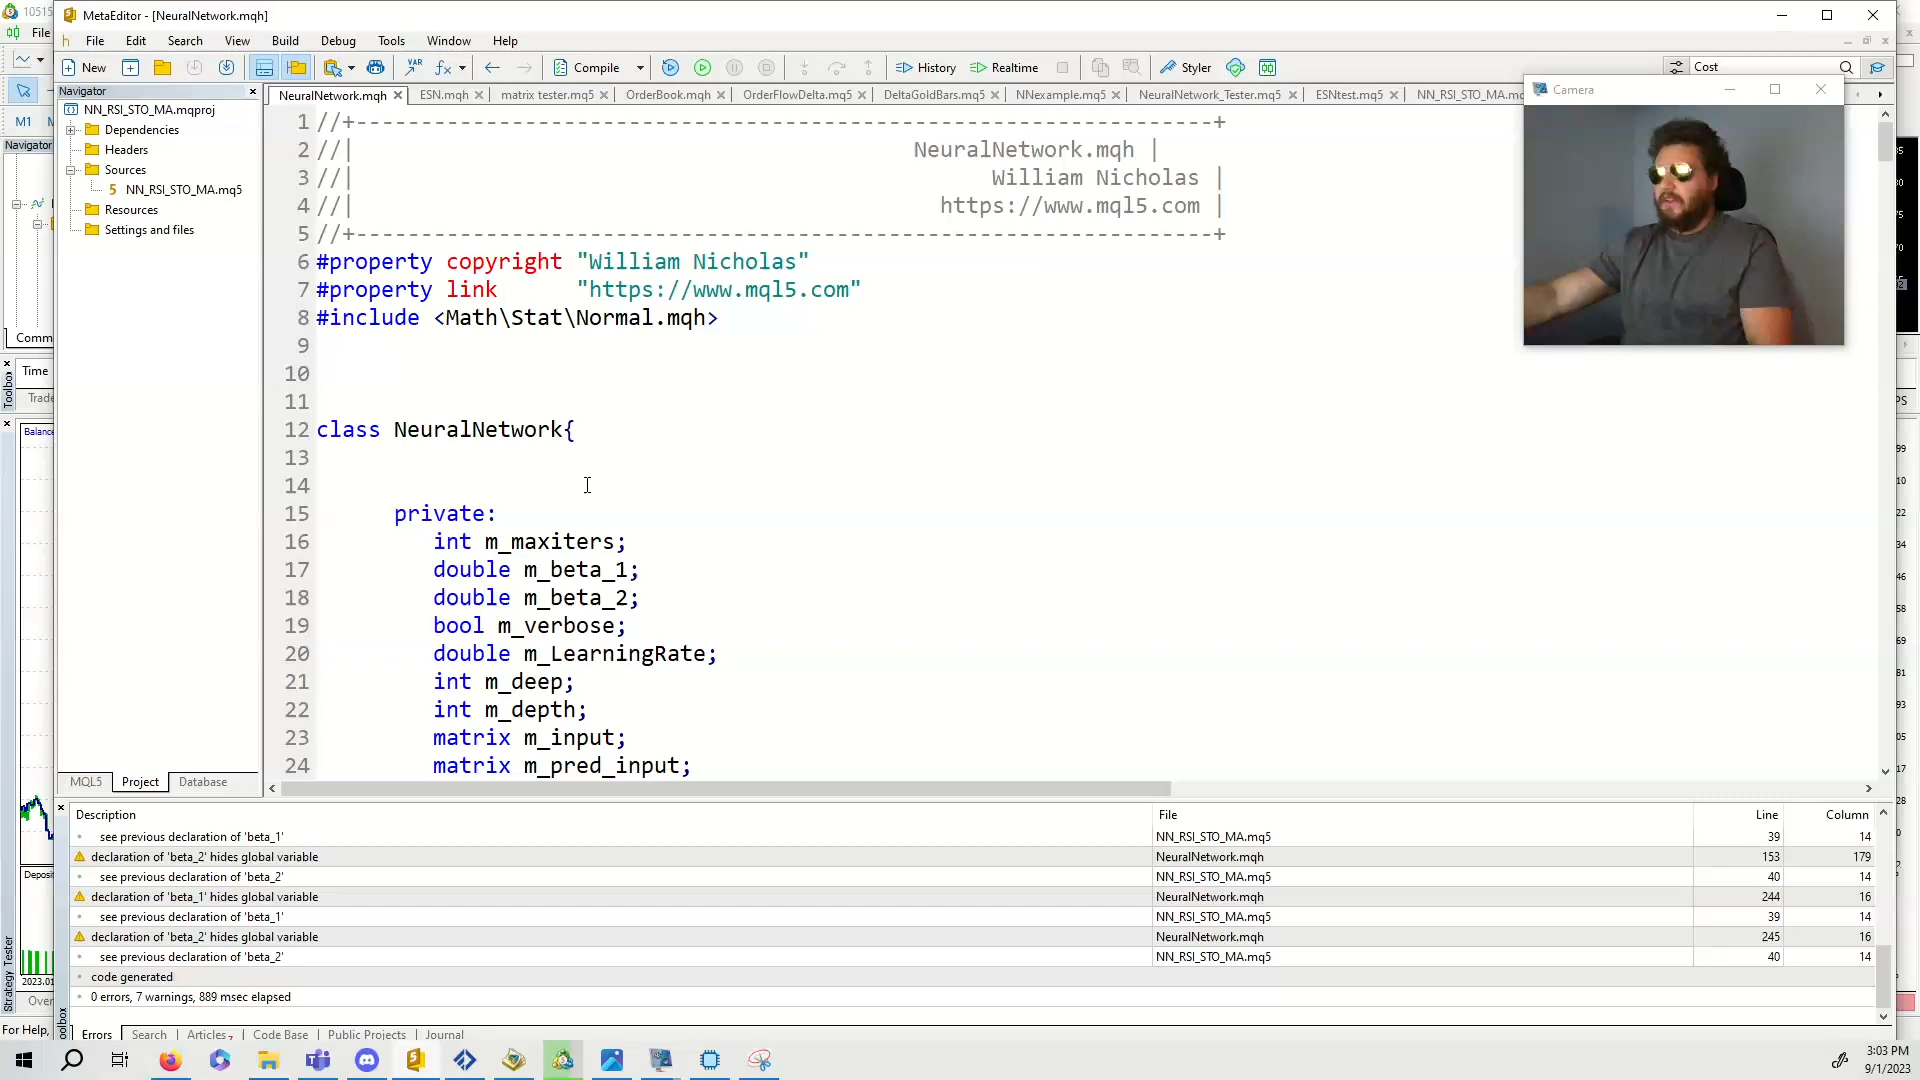 10515
MetaEditor - [NeuralNetwork.mqh]
File
File Edit Search View Build Debug Tools Window Help
New
VAR
Compile
History
Realtime
Styler
Cost
Navigator
NN_RSI_STO_MA.mqproj
Dependencies
Headers
Sources
5 NN_RSI_STO_MA.mq5
Resources
Settings and files
MQL5 Project Database
M1
Navigator
Comm
Time
Trade
Toolbox
Balance
Deposit
2023.01
Strategy Tester
Over
For Help,
NeuralNetwork.mqh ESN.mqh matrix tester.mq5 OrderBook.mqh OrderFlowDelta.mq5 DeltaGoldBars.mq5 NNexample.mq5 NeuralNetwork_Tester.mq5 ESNtest.mq5 NN_RSI_STO_MA.mq
Camera
1 //+------------------------------------------------------------------+
2 //| NeuralNetwork.mqh |
3 //| William Nicholas |
4 //| https://www.mql5.com |
5 //+------------------------------------------------------------------+
6 #property copyright "William Nicholas"
7 #property link "https://www.mql5.com"
8 #include <Math\Stat\Normal.mqh>
9
10
11
12 class NeuralNetwork{
13
14
15 private:
16 int m_maxiters;
17 double m_beta_1;
18 double m_beta_2;
19 bool m_verbose;
20 double m_LearningRate;
21 int m_deep;
22 int m_depth;
23 matrix m_input;
24 matrix m_pred_input;
Description File Line Column
see previous declaration of 'beta_1' NN_RSI_STO_MA.mq5 39 14
declaration of 'beta_2' hides global variable NeuralNetwork.mqh 153 179
see previous declaration of 'beta_2' NN_RSI_STO_MA.mq5 40 14
declaration of 'beta_1' hides global variable NeuralNetwork.mqh 244 16
see previous declaration of 'beta_1' NN_RSI_STO_MA.mq5 39 14
declaration of 'beta_2' hides global variable NeuralNetwork.mqh 245 16
see previous declaration of 'beta_2' NN_RSI_STO_MA.mq5 40 14
code generated
0 errors, 7 warnings, 889 msec elapsed
Errors Search Articles Code Base Public Projects Journal
3:03 PM
9/1/2023